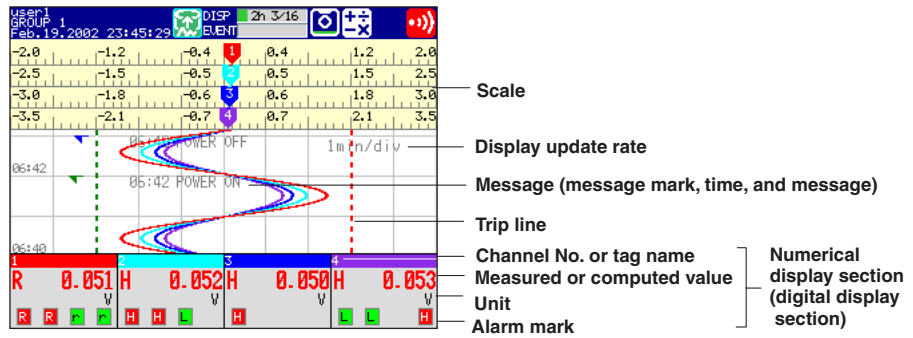 user1
GROUP 1
Feb.19.2002 23:45:29
DISP
EVENT
2h 3/16
-2.0 -1.2 -0.4 1 0.4 1.2 2.0
-2.5 -1.5 -0.5 2 0.5 1.5 2.5
-3.0 -1.8 -0.6 3 0.6 1.8 3.0
-3.5 -2.1 -0.7 4 0.7 2.1 3.5
Scale
POWER OFF
1min/div
Display update rate
06:42
06:42 POWER ON
Message (message mark, time, and message)
Trip line
06:40
1 2 3 4
Channel No. or tag name
R 0.051 H 0.052 H 0.050 H 0.053
Measured or computed value
V V V V
Unit
R R r r H H L H L L H
Alarm mark
Numerical
display section
(digital display
section)